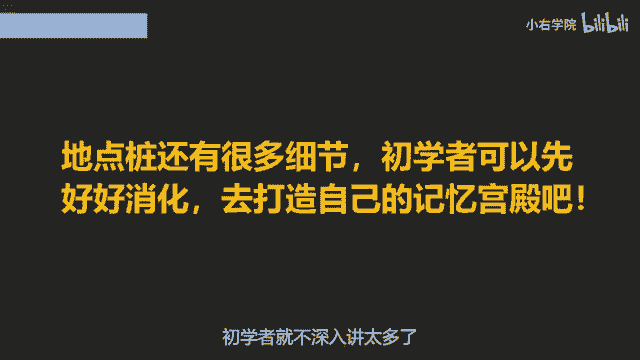 小右学院 bilibili
地点桩还有很多细节，初学者可以先
好好消化，去打造自己的记忆宫殿吧！
初学者就不深入讲太多了